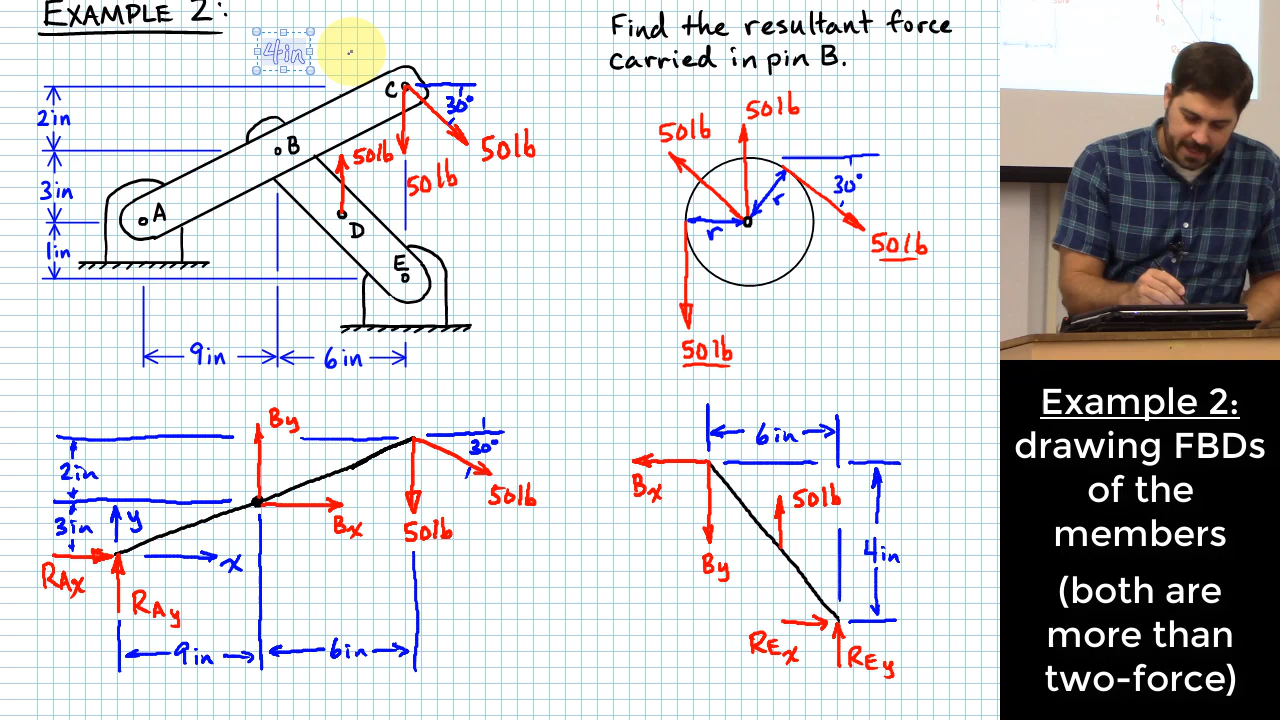 EXAMPLE 2:
4in
Find the resultant force
carried in pin B.
2in
3in
1in
9in
6in
A
B
C
D
E
30°
50lb
50lb
50lb
50lb
50lb
r
r
30°
50lb
50lb
2in
3in
y
x
RAx
RAy
By
Bx
30°
50lb
50lb
9in
6in
6in
Bx
By
50lb
4in
REx
REy
Example 2:
drawing FBDs
of the
members
(both are
more than
two-force)